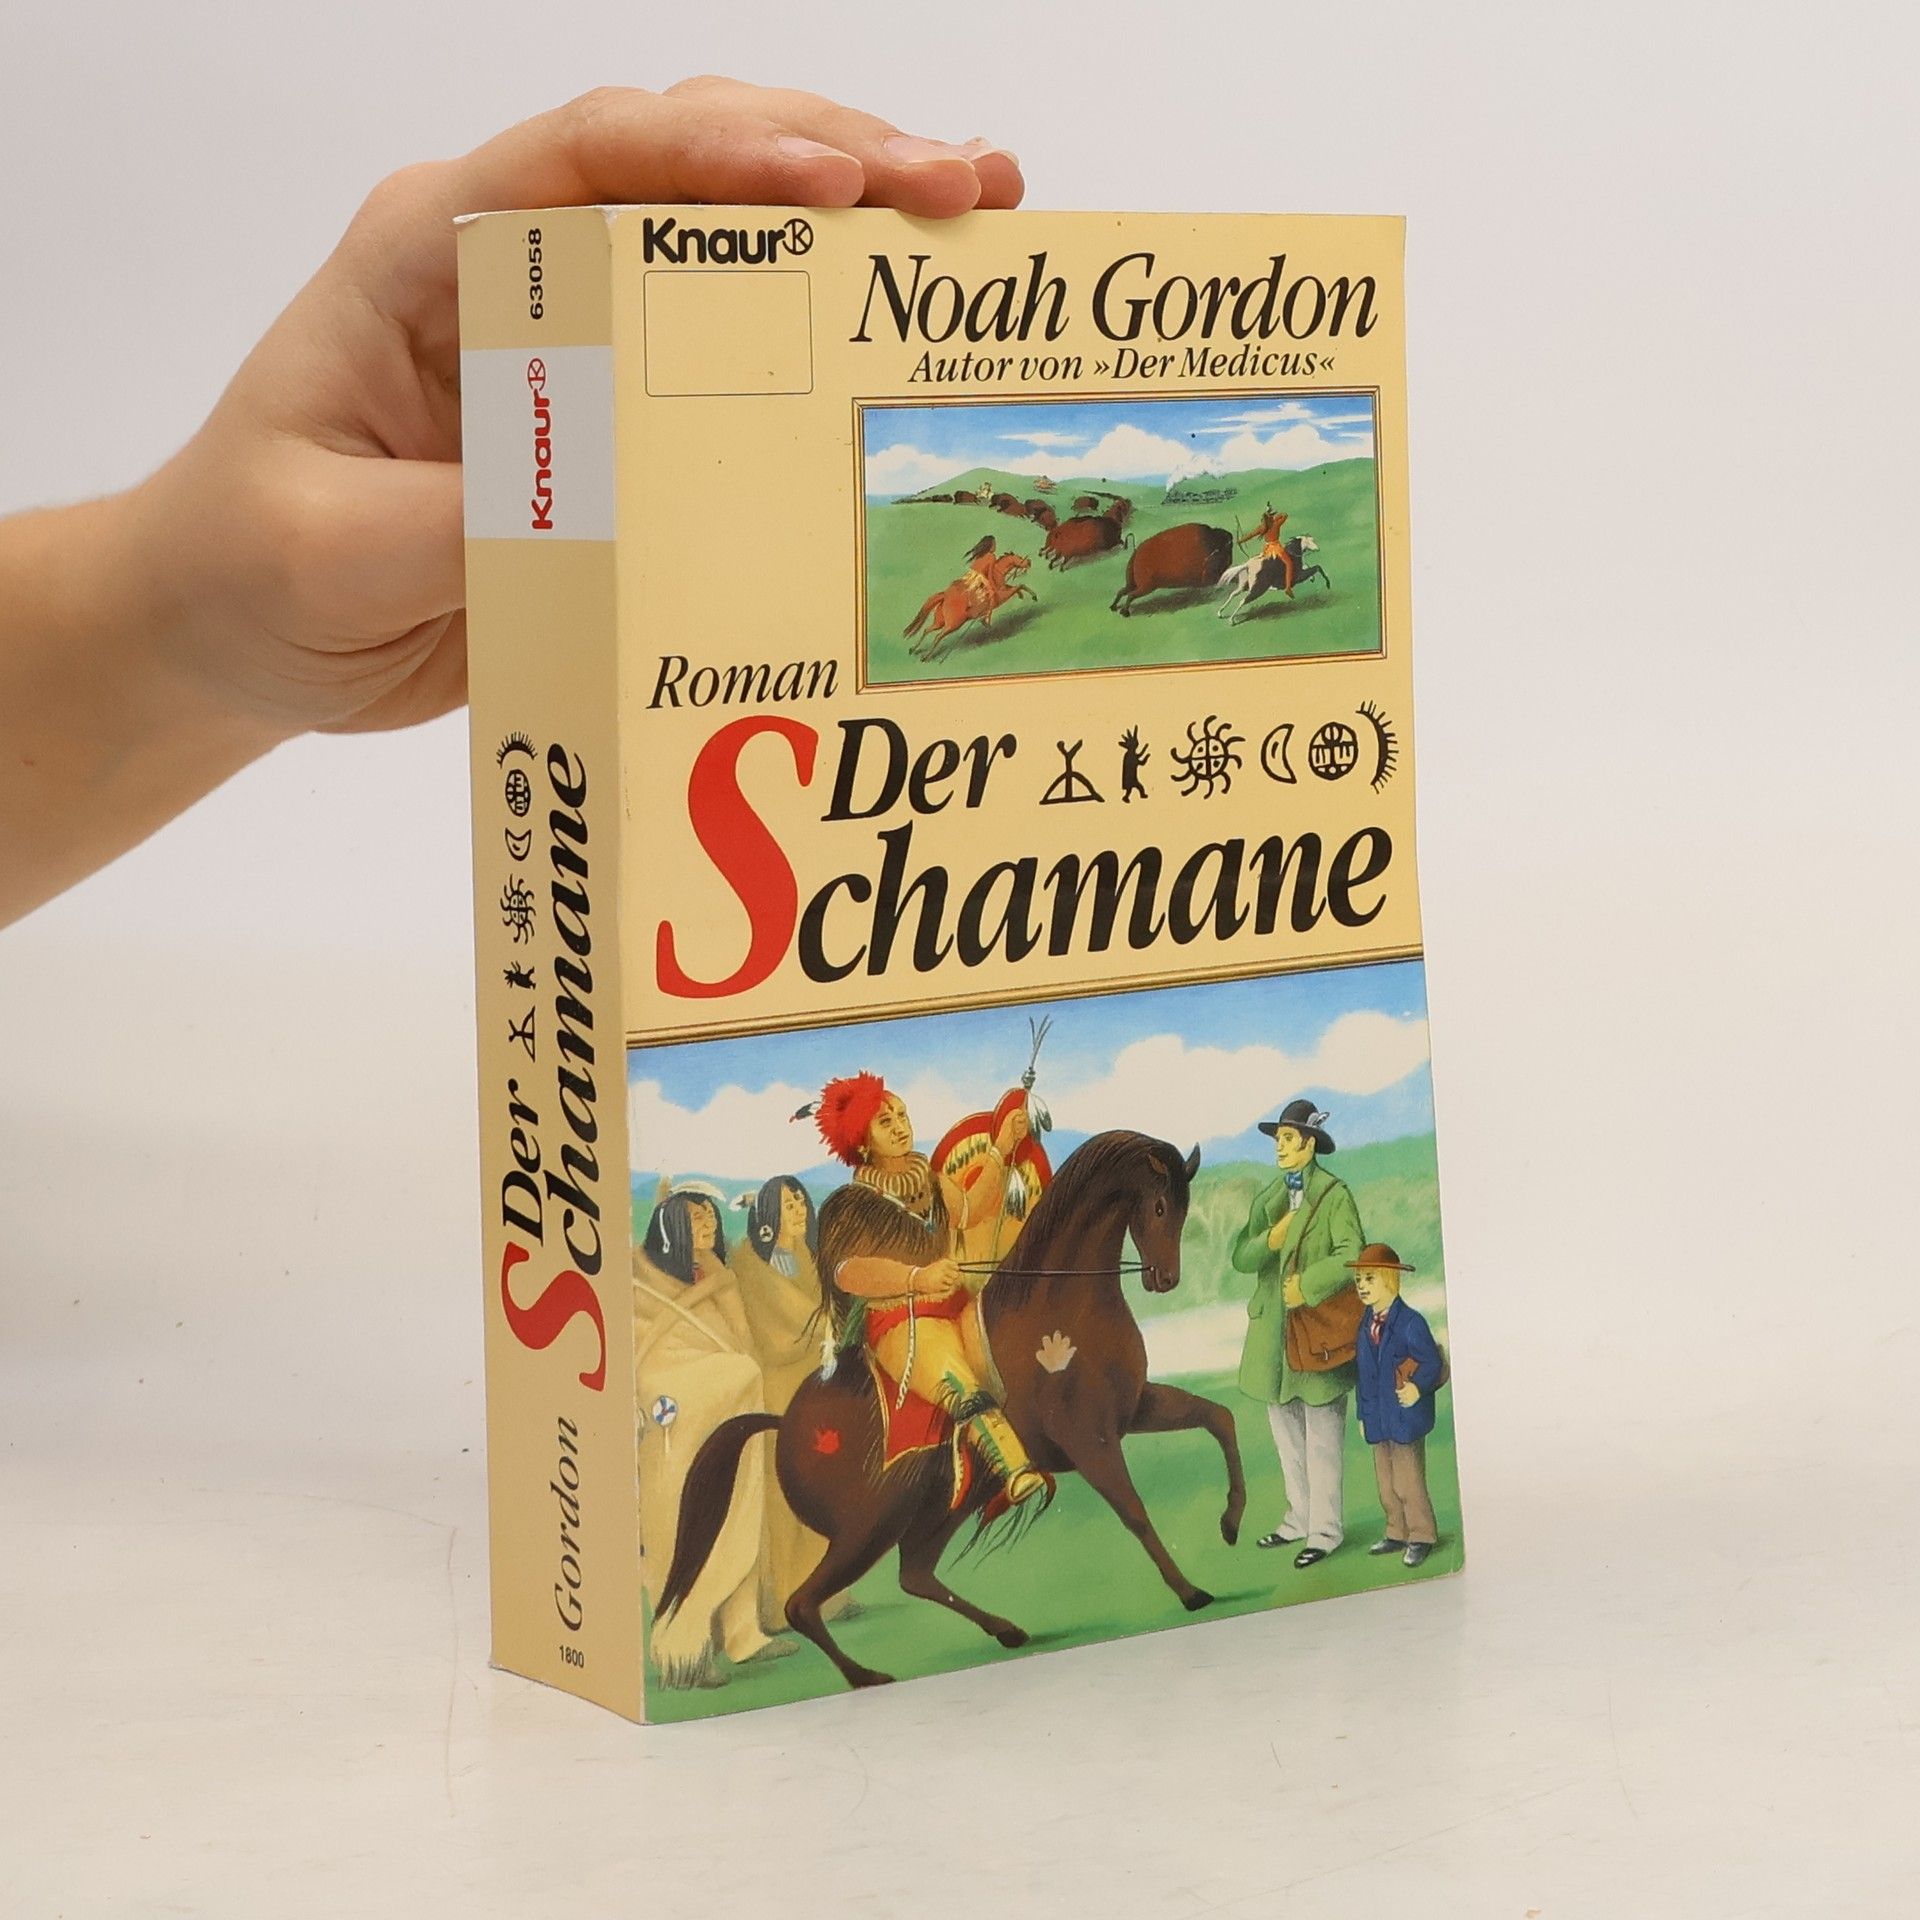 Knaur
Noah Gordon
Autor von »Der Medicus«
Roman
Der
Schamane
63058
Knaur
Der
Schamane
Gordon
1800